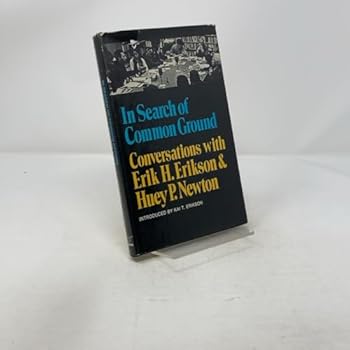 In Search of
Common Ground
Conversations with
Erik H. Erikson &
Huey P. Newton
INTRODUCED BY KAI T. ERIKSON